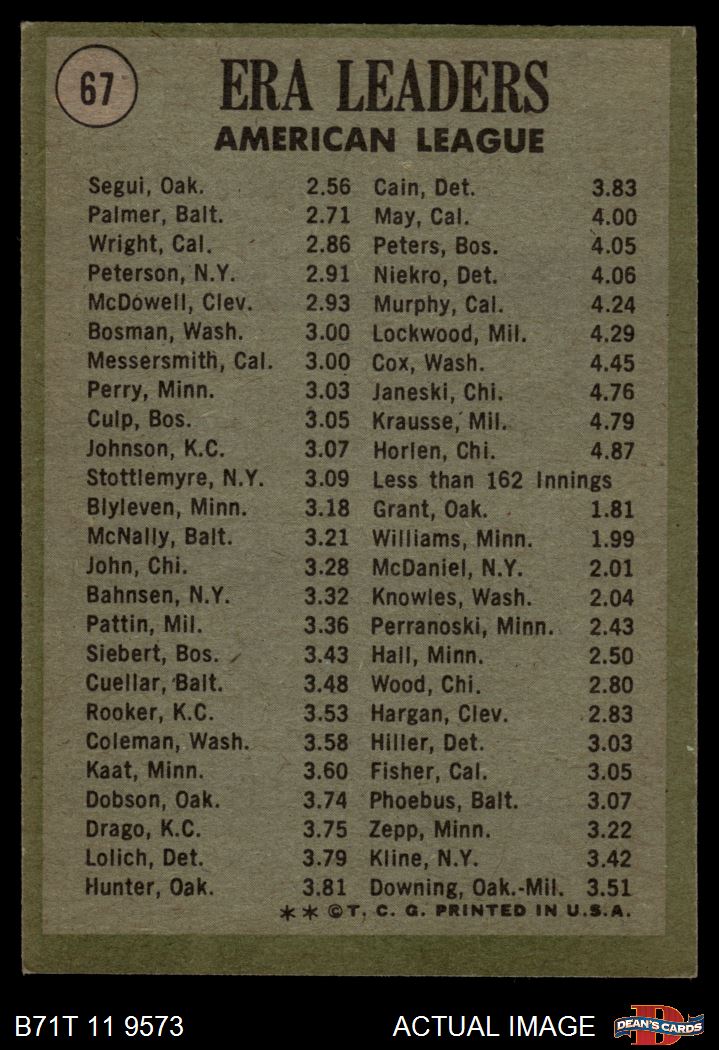 67
ERA LEADERS
AMERICAN LEAGUE
Segui, Oak. 2.56
Palmer, Balt. 2.71
Wright, Cal. 2.86
Peterson, N.Y. 2.91
McDowell, Clev. 2.93
Bosman, Wash. 3.00
Messersmith, Cal. 3.00
Perry, Minn. 3.03
Culp, Bos. 3.05
Johnson, K.C. 3.07
Stottlemyre, N.Y. 3.09
Blyleven, Minn. 3.18
McNally, Balt. 3.21
John, Chi. 3.28
Bahnsen, N.Y. 3.32
Pattin, Mil. 3.36
Siebert, Bos. 3.43
Cuellar, Balt. 3.48
Rooker, K.C. 3.53
Coleman, Wash. 3.58
Kaat, Minn. 3.60
Dobson, Oak. 3.74
Drago, K.C. 3.75
Lolich, Det. 3.79
Hunter, Oak. 3.81
Cain, Det. 3.83
May, Cal. 4.00
Peters, Bos. 4.05
Niekro, Det. 4.06
Murphy, Cal. 4.24
Lockwood, Mil. 4.29
Cox, Wash. 4.45
Janeski, Chi. 4.76
Krausse, Mil. 4.79
Horlen, Chi. 4.87
Less than 162 Innings
Grant, Oak. 1.81
Williams, Minn. 1.99
McDaniel, N.Y. 2.01
Knowles, Wash. 2.04
Perranoski, Minn. 2.43
Hall, Minn. 2.50
Wood, Chi. 2.80
Hargan, Clev. 2.83
Hiller, Det. 3.03
Fisher, Cal. 3.05
Phoebus, Balt. 3.07
Zepp, Minn. 3.22
Kline, N.Y. 3.42
Downing, Oak.-Mil. 3.51
** © T. C. G. PRINTED IN U.S.A.
B71T 11 9573 ACTUAL IMAGE
D
DEAN'S CARDS